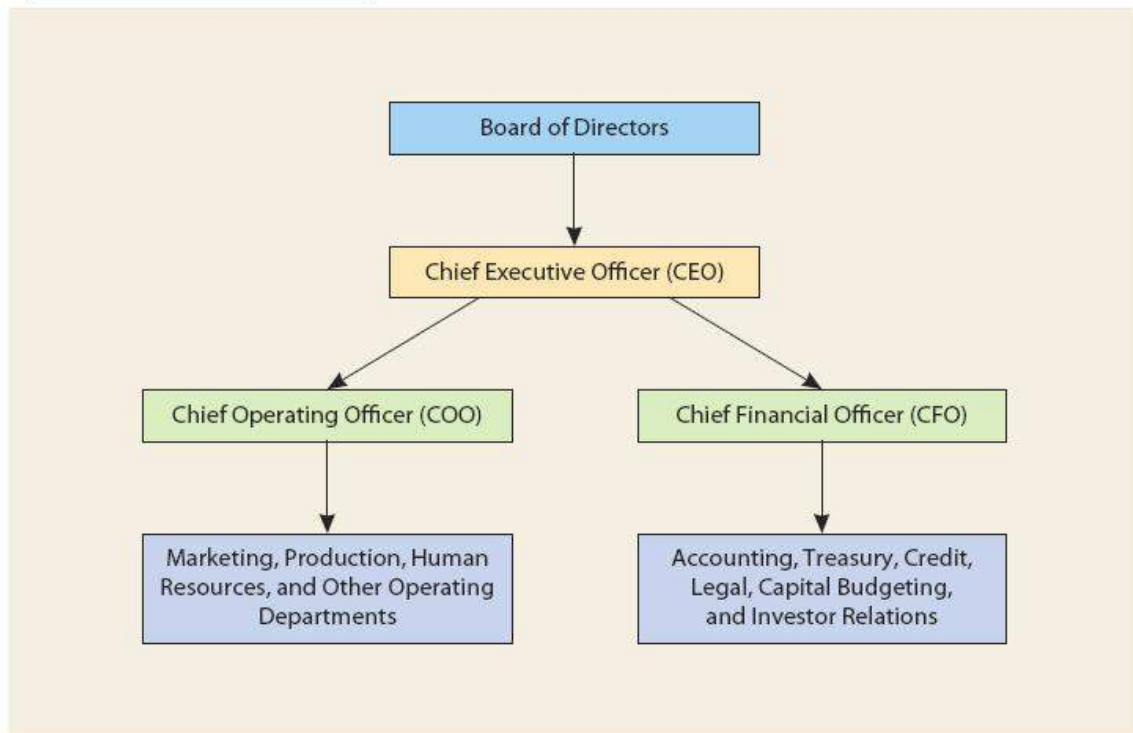 Board of Directors
Chief Executive Officer (CEO)
Chief Operating Officer (COO)
Chief Financial Officer (CFO)
Marketing, Production, Human
Resources, and Other Operating
Departments
Accounting, Treasury, Credit,
Legal, Capital Budgeting,
and Investor Relations